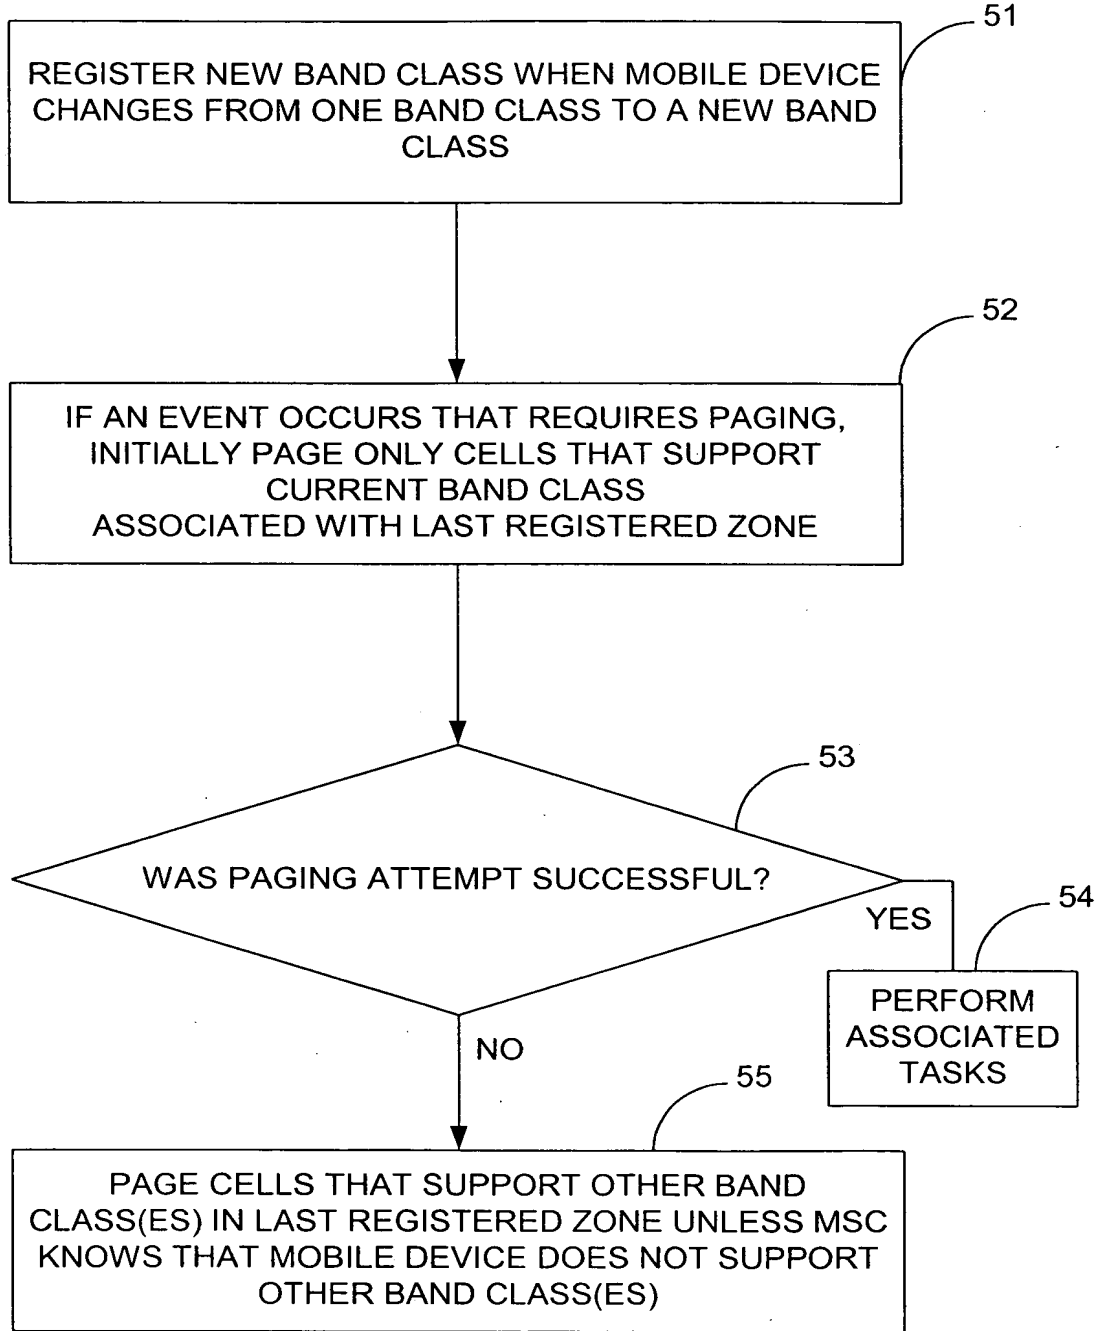 51
REGISTER NEW BAND CLASS WHEN MOBILE DEVICE
CHANGES FROM ONE BAND CLASS TO A NEW BAND
CLASS
52
IF AN EVENT OCCURS THAT REQUIRES PAGING,
INITIALLY PAGE ONLY CELLS THAT SUPPORT
CURRENT BAND CLASS
ASSOCIATED WITH LAST REGISTERED ZONE
53
WAS PAGING ATTEMPT SUCCESSFUL?
YES
54
PERFORM
ASSOCIATED
TASKS
NO
55
PAGE CELLS THAT SUPPORT OTHER BAND
CLASS(ES) IN LAST REGISTERED ZONE UNLESS MSC
KNOWS THAT MOBILE DEVICE DOES NOT SUPPORT
OTHER BAND CLASS(ES)